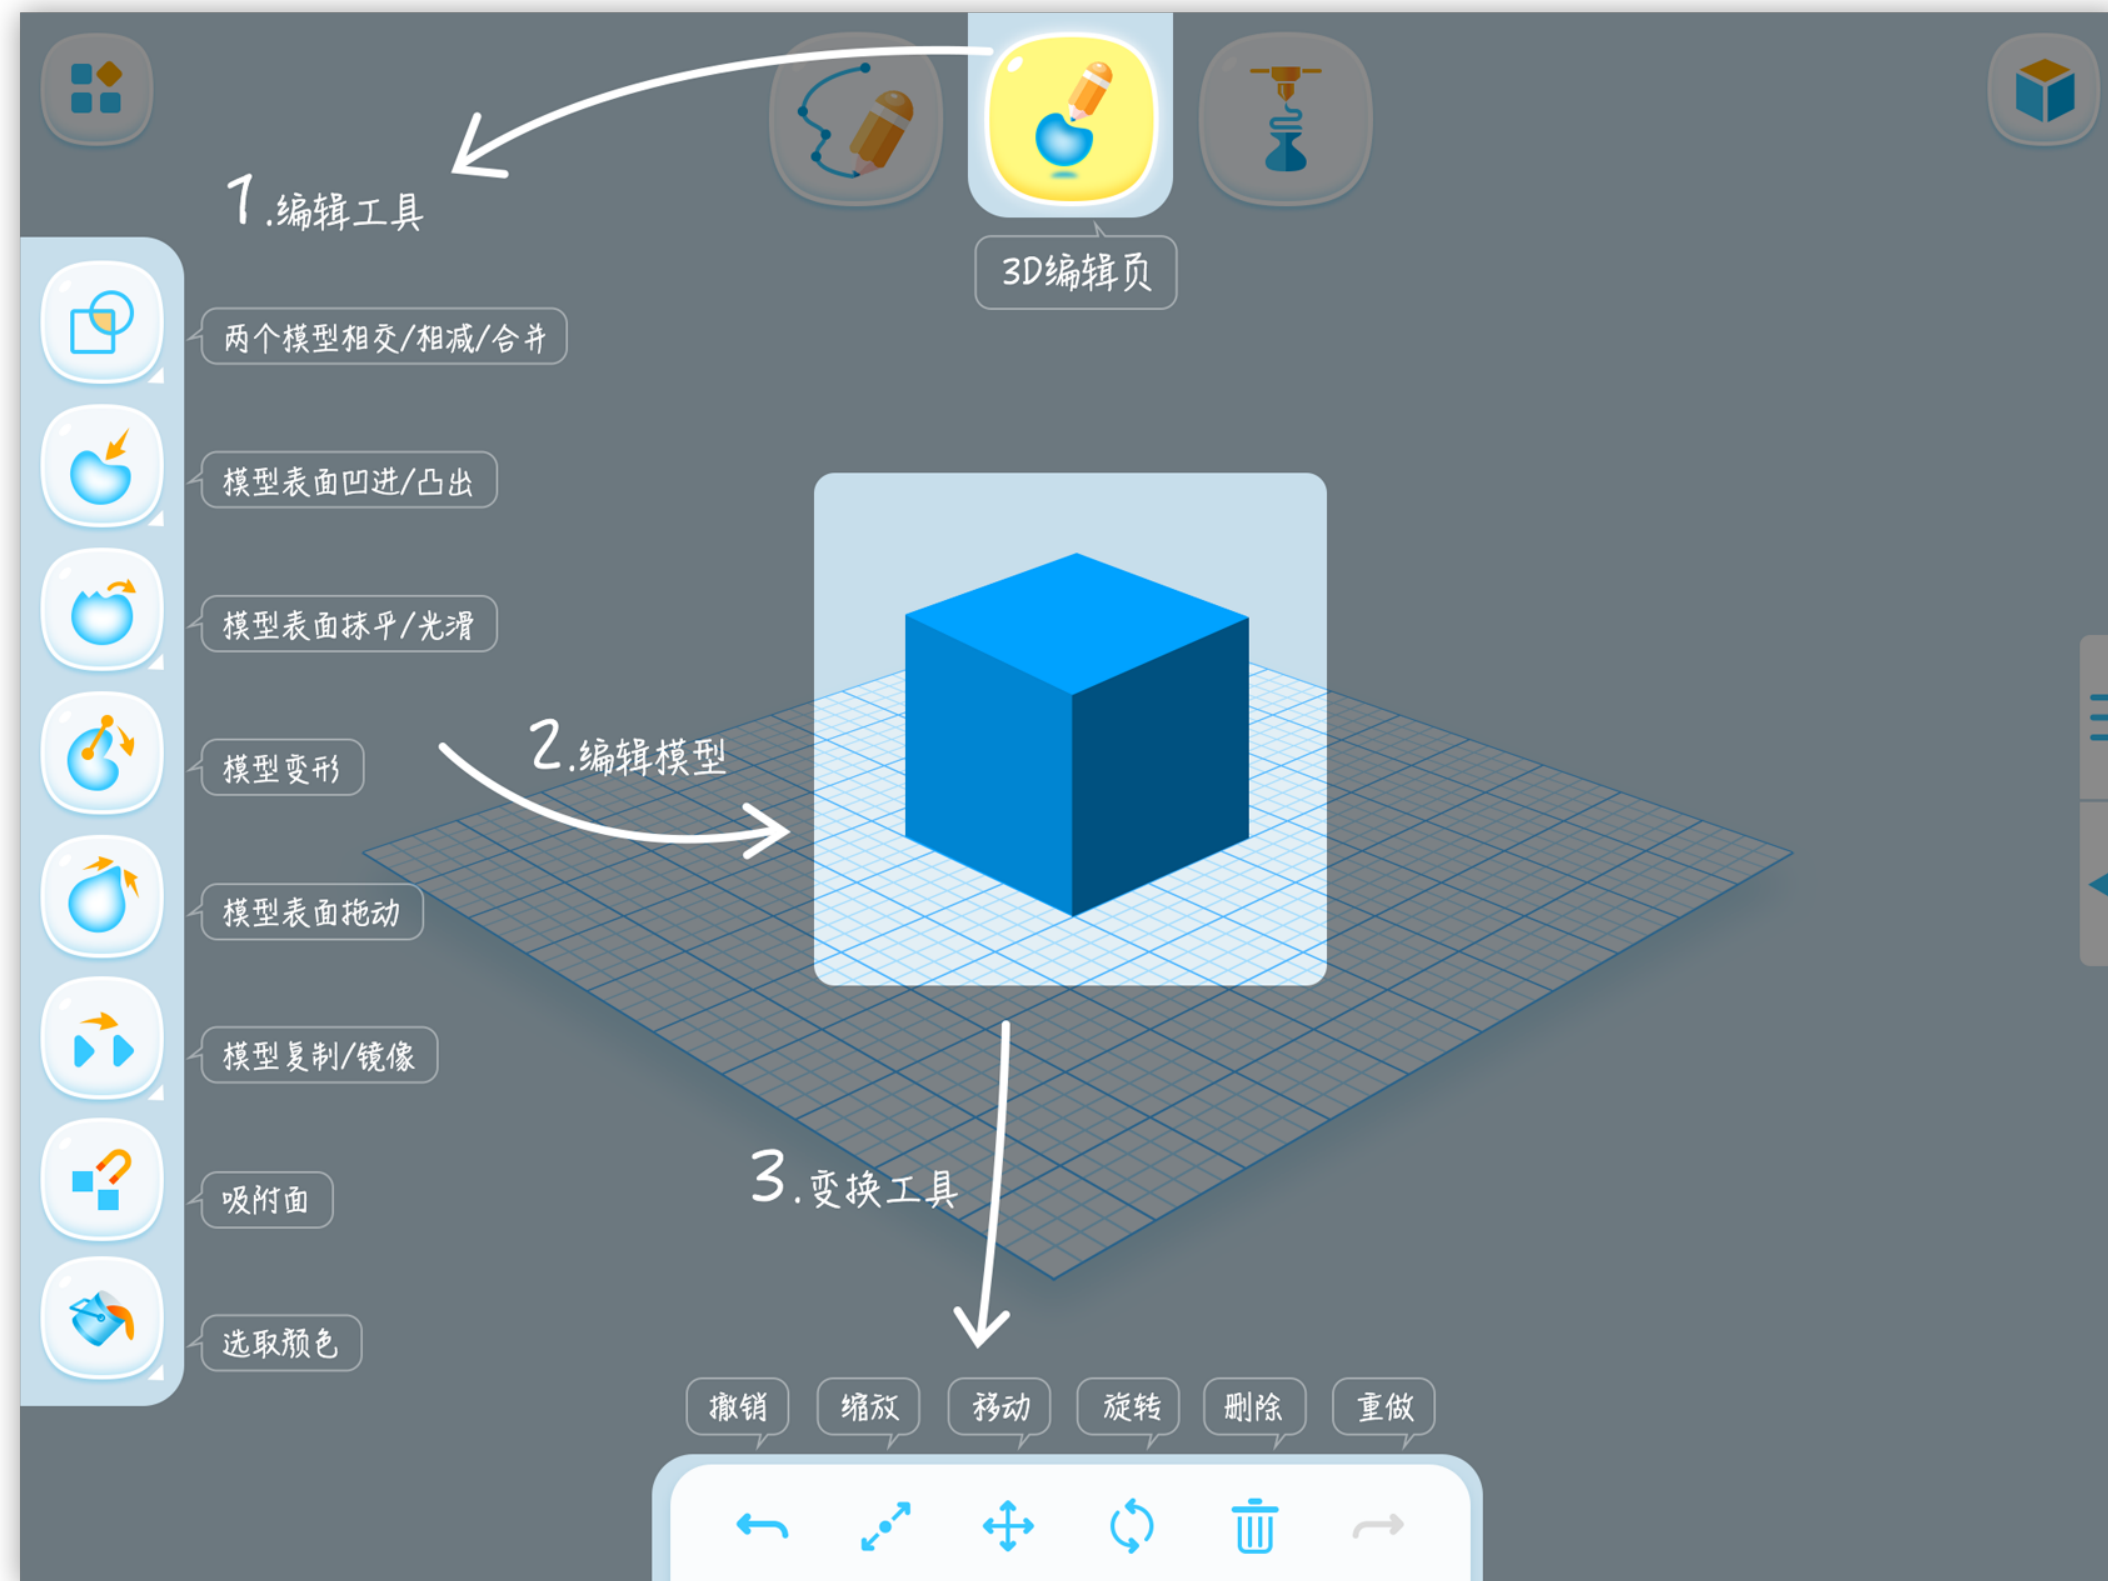 1.编辑工具
3D编辑页
两个模型相交/相减/合并
模型表面凹进/凸出
模型表面抹平/光滑
模型变形
2.编辑模型
模型表面拖动
模型复制/镜像
3.变换工具
吸附面
选取颜色
撤销
缩放
移动
旋转
删除
重做